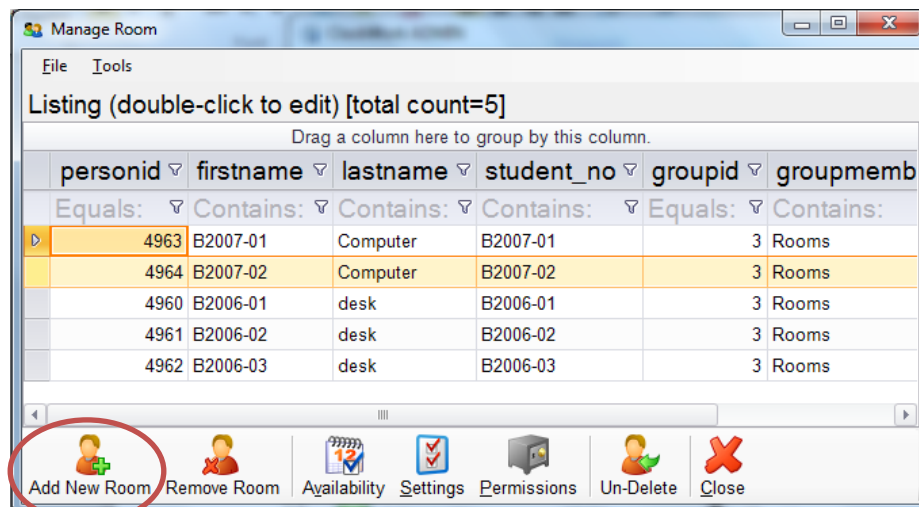 Manage Room
File Tools
Listing (double-click to edit) [total count=5]
Drag a column here to group by this column.
personid firstname lastname student_no groupid groupmemb
Equals: Contains: Contains: Contains: Equals: Contains:
4963 B2007-01 Computer B2007-01 3 Rooms
4964 B2007-02 Computer B2007-02 3 Rooms
4960 B2006-01 desk B2006-01 3 Rooms
4961 B2006-02 desk B2006-02 3 Rooms
4962 B2006-03 desk B2006-03 3 Rooms
12
Add New Room Remove Room Availability Settings Permissions Un-Delete Close